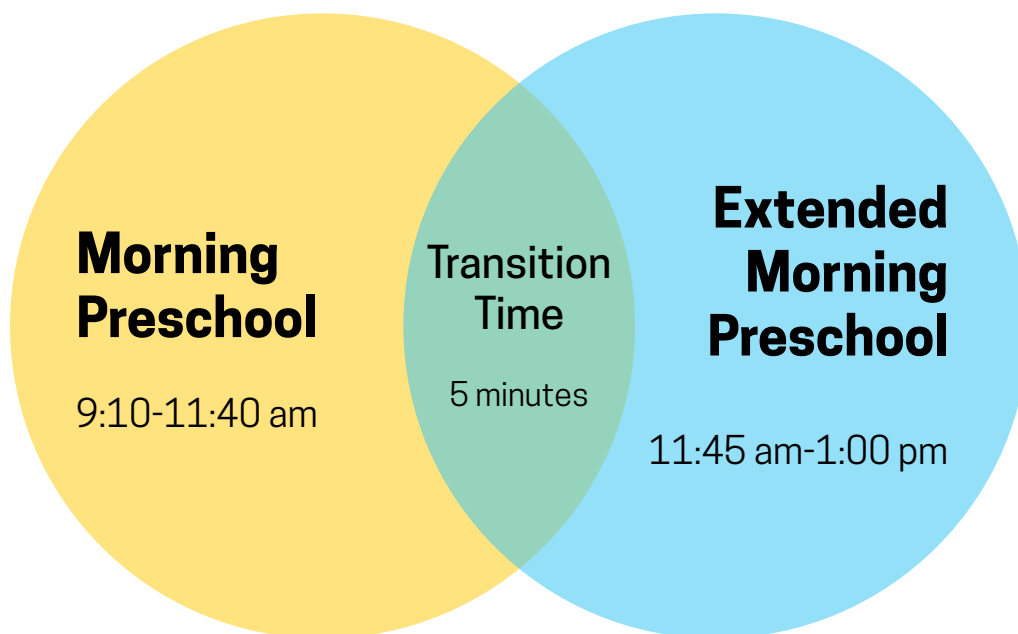 Morning
Preschool
9:10-11:40 am
Transition
Time
5 minutes
Extended
Morning
Preschool
11:45 am-1:00 pm